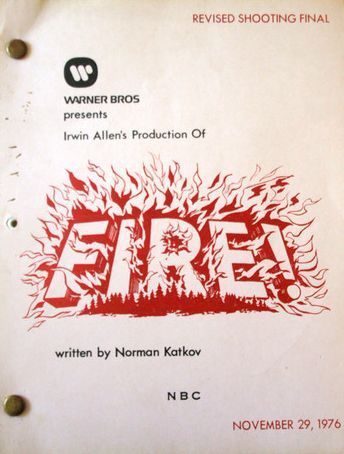 REVISED SHOOTING FINAL
WARNER BROS
presents
Irwin Allen's Production Of
FIRE!
written by Norman Katkov
NBC
NOVEMBER 29, 1976